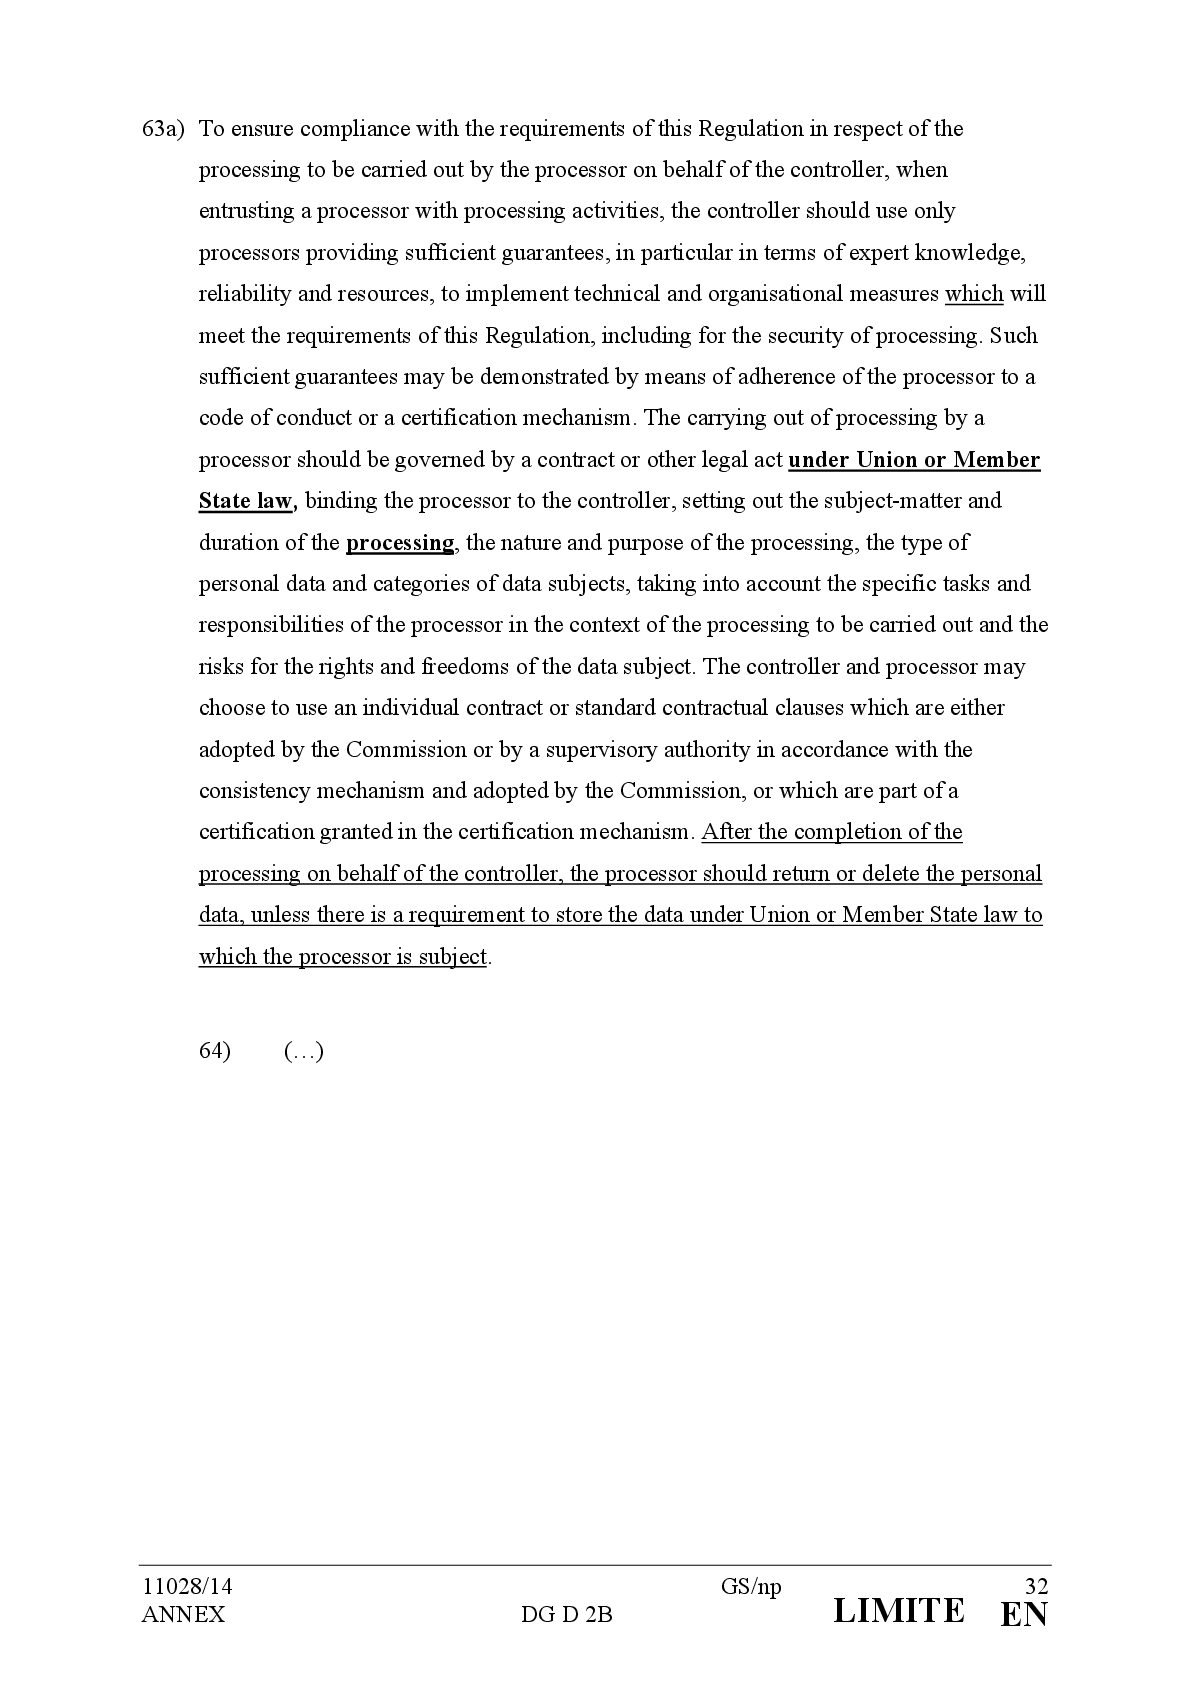 63a) To ensure compliance with the requirements of this Regulation in respect of the
processing to be carried out by the processor on behalf of the controller, when
entrusting a processor with processing activities, the controller should use only
processors providing sufficient guarantees, in particular in terms of expert knowledge,
reliability and resources, to implement technical and organisational measures which will
meet the requirements of this Regulation, including for the security of processing. Such
sufficient guarantees may be demonstrated by means of adherence of the processor to a
code of conduct or a certification mechanism. The carrying out of processing by a
processor should be governed by a contract or other legal act under Union or Member
State law, binding the processor to the controller, setting out the subject-matter and
duration of the processing, the nature and purpose of the processing, the type of
personal data and categories of data subjects, taking into account the specific tasks and
responsibilities of the processor in the context of the processing to be carried out and the
risks for the rights and freedoms of the data subject. The controller and processor may
choose to use an individual contract or standard contractual clauses which are either
adopted by the Commission or by a supervisory authority in accordance with the
consistency mechanism and adopted by the Commission, or which are part of a
certification granted in the certification mechanism. After the completion of the
processing on behalf of the controller, the processor should return or delete the personal
data, unless there is a requirement to store the data under Union or Member State law to
which the processor is subject.
64) (…)
11028/14 GS/np 32
ANNEX DG D 2B LIMITE EN